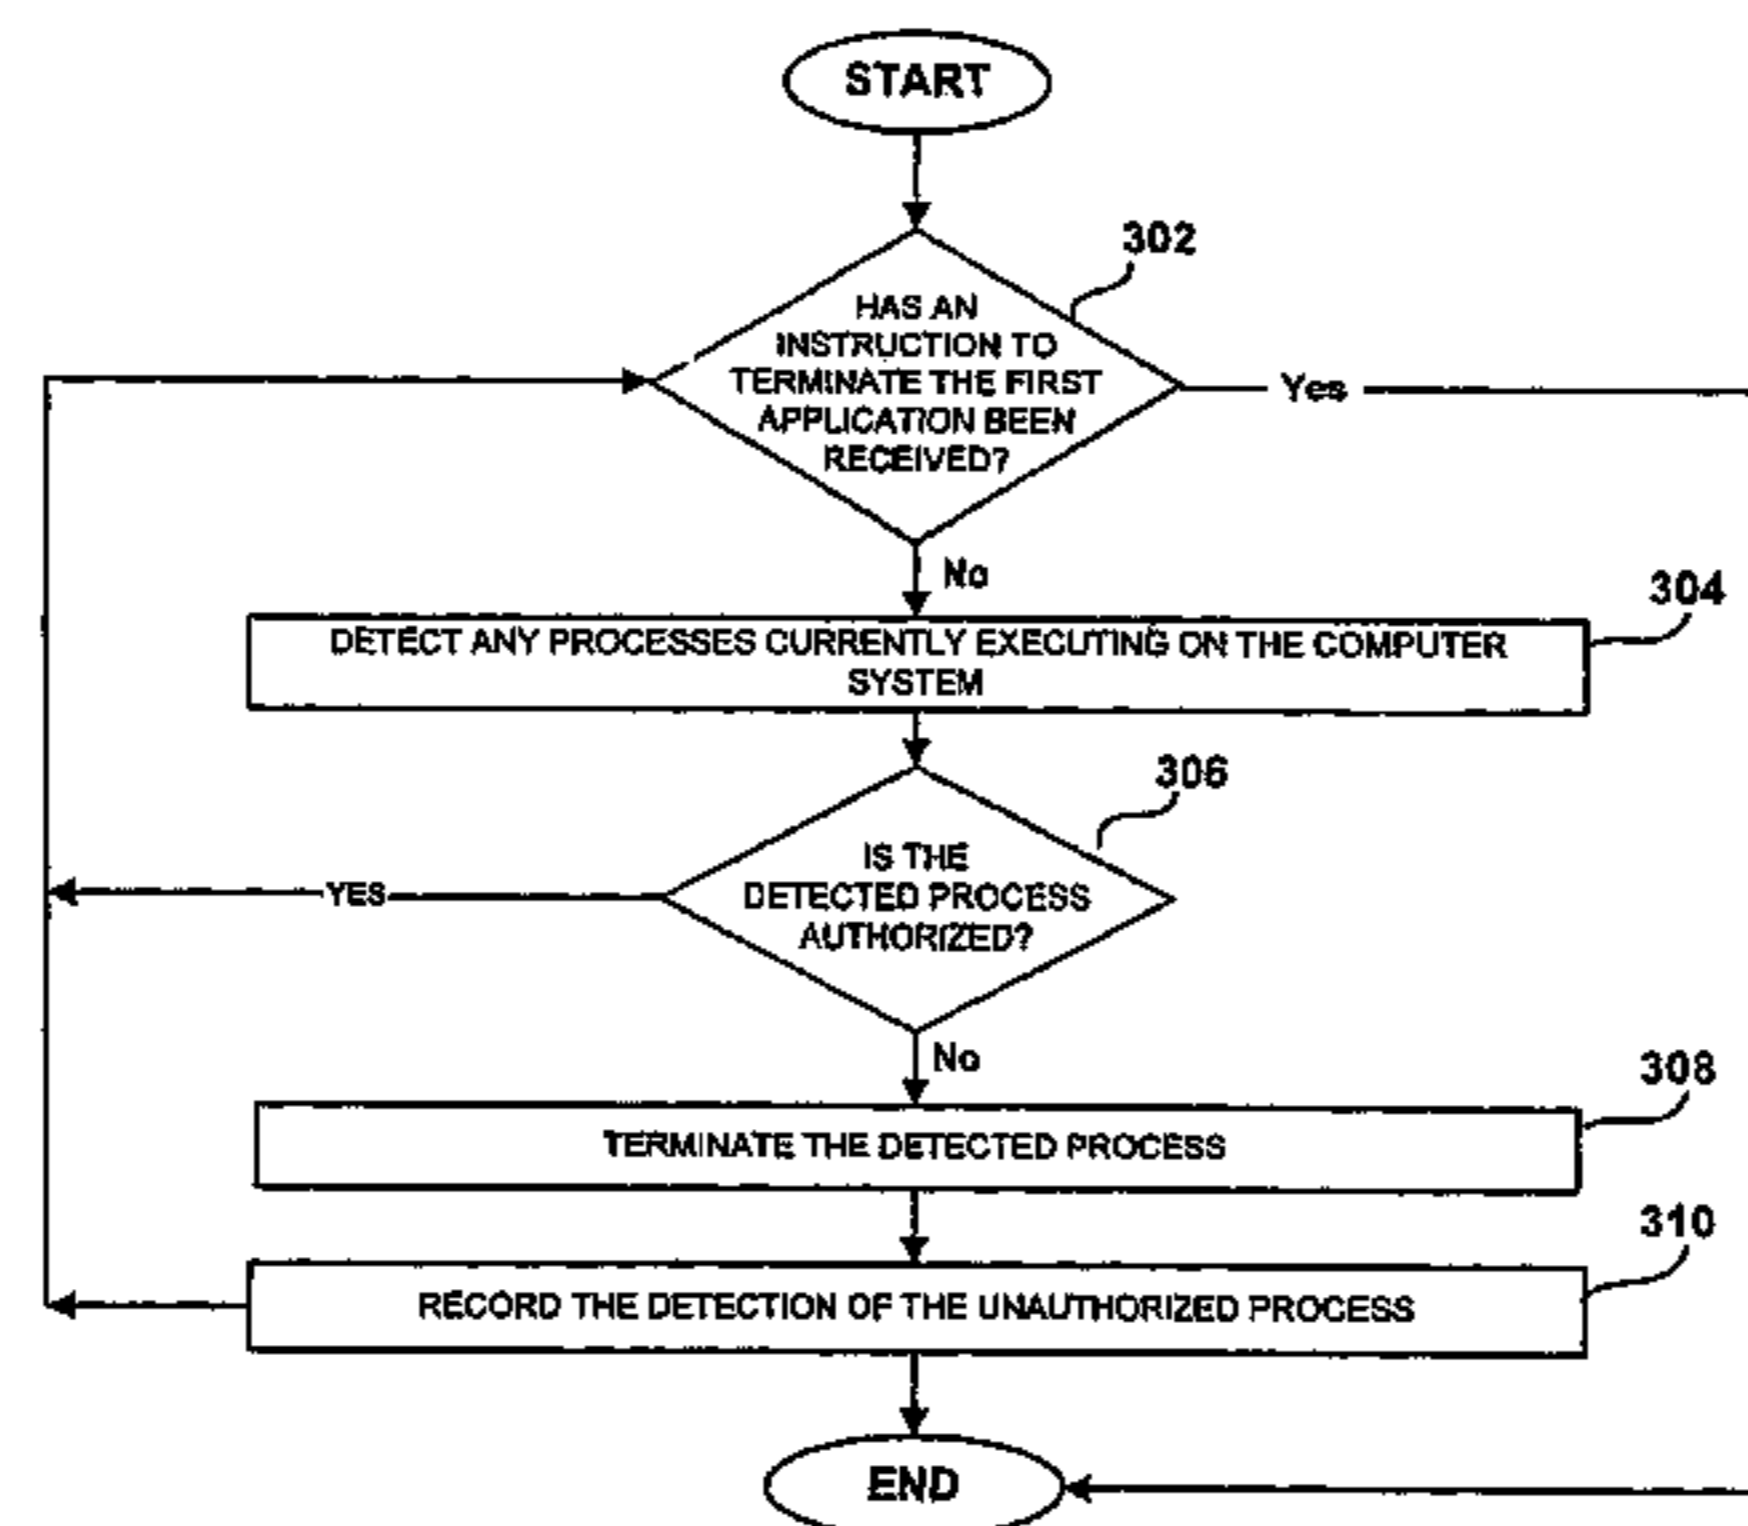 START
302
HAS AN
INSTRUCTION TO
TERMINATE THE FIRST
APPLICATION BEEN
RECEIVED?
Yes
No
304
DETECT ANY PROCESSES CURRENTLY EXECUTING ON THE COMPUTER
SYSTEM
306
IS THE
DETECTED PROCESS
AUTHORIZED?
YES
No
308
TERMINATE THE DETECTED PROCESS
310
RECORD THE DETECTION OF THE UNAUTHORIZED PROCESS
END